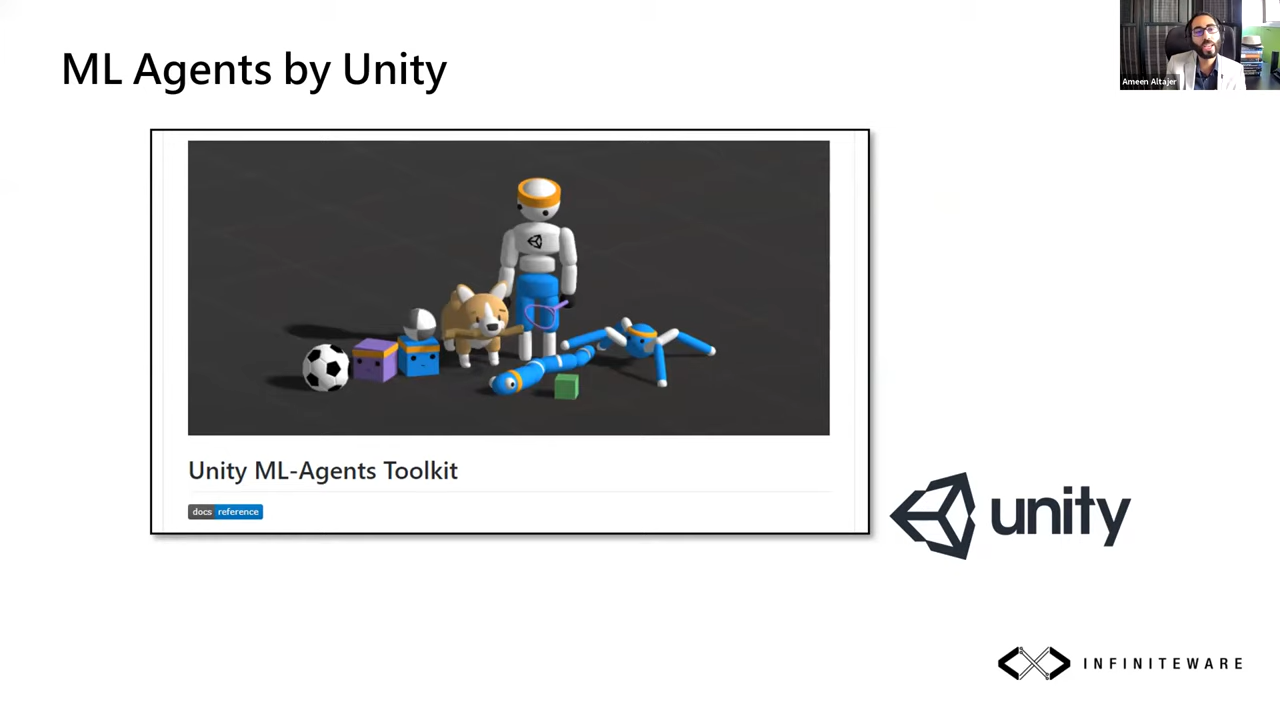 ML Agents by Unity
Ameen Altajer
Unity ML-Agents Toolkit
docs reference
unity
INFINITEWARE